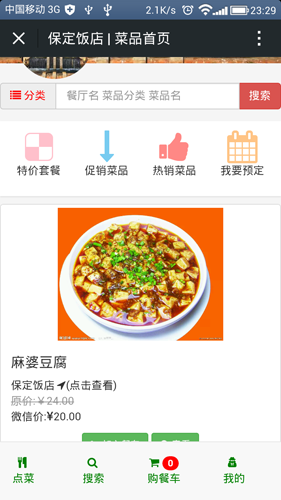 中国移动 3G 2.1K/s 23:29
保定饭店 | 菜品首页
分类 餐厅名 菜品分类 菜品名 搜索
特价套餐 促销菜品 热销菜品 我要预定
麻婆豆腐
保定饭店 (点击查看)
原价:￥24.00
微信价:¥20.00
点菜 搜索 0 购餐车 我的